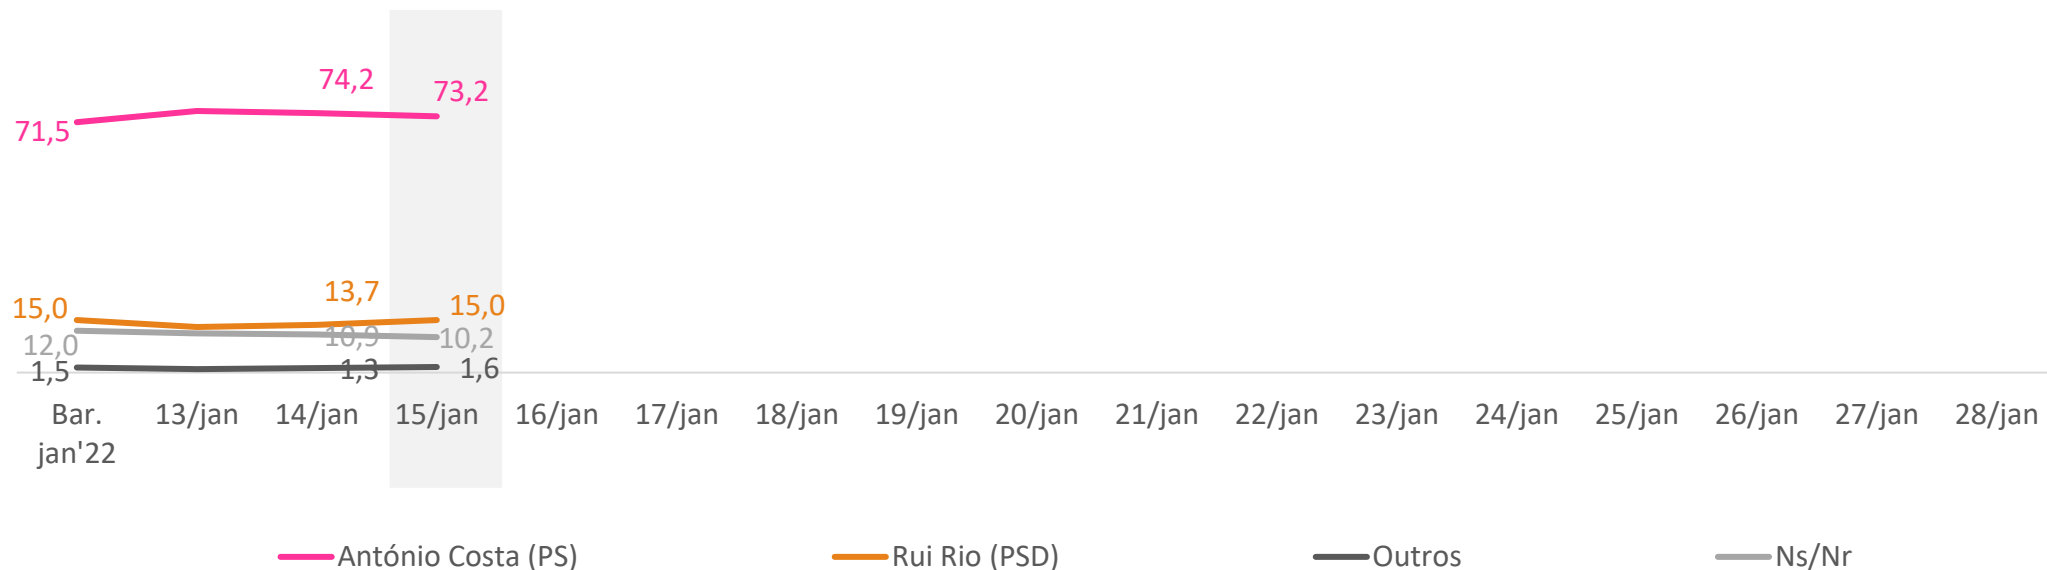 74,2
73,2
71,5
13,7
15,0
15,0
10,9
10,2
12,0
1,5
1,3
1,6
Bar. jan'22
13/jan
14/jan
15/jan
16/jan
17/jan
18/jan
19/jan
20/jan
21/jan
22/jan
23/jan
24/jan
25/jan
26/jan
27/jan
28/jan
António Costa (PS)
Rui Rio (PSD)
Outros
Ns/Nr